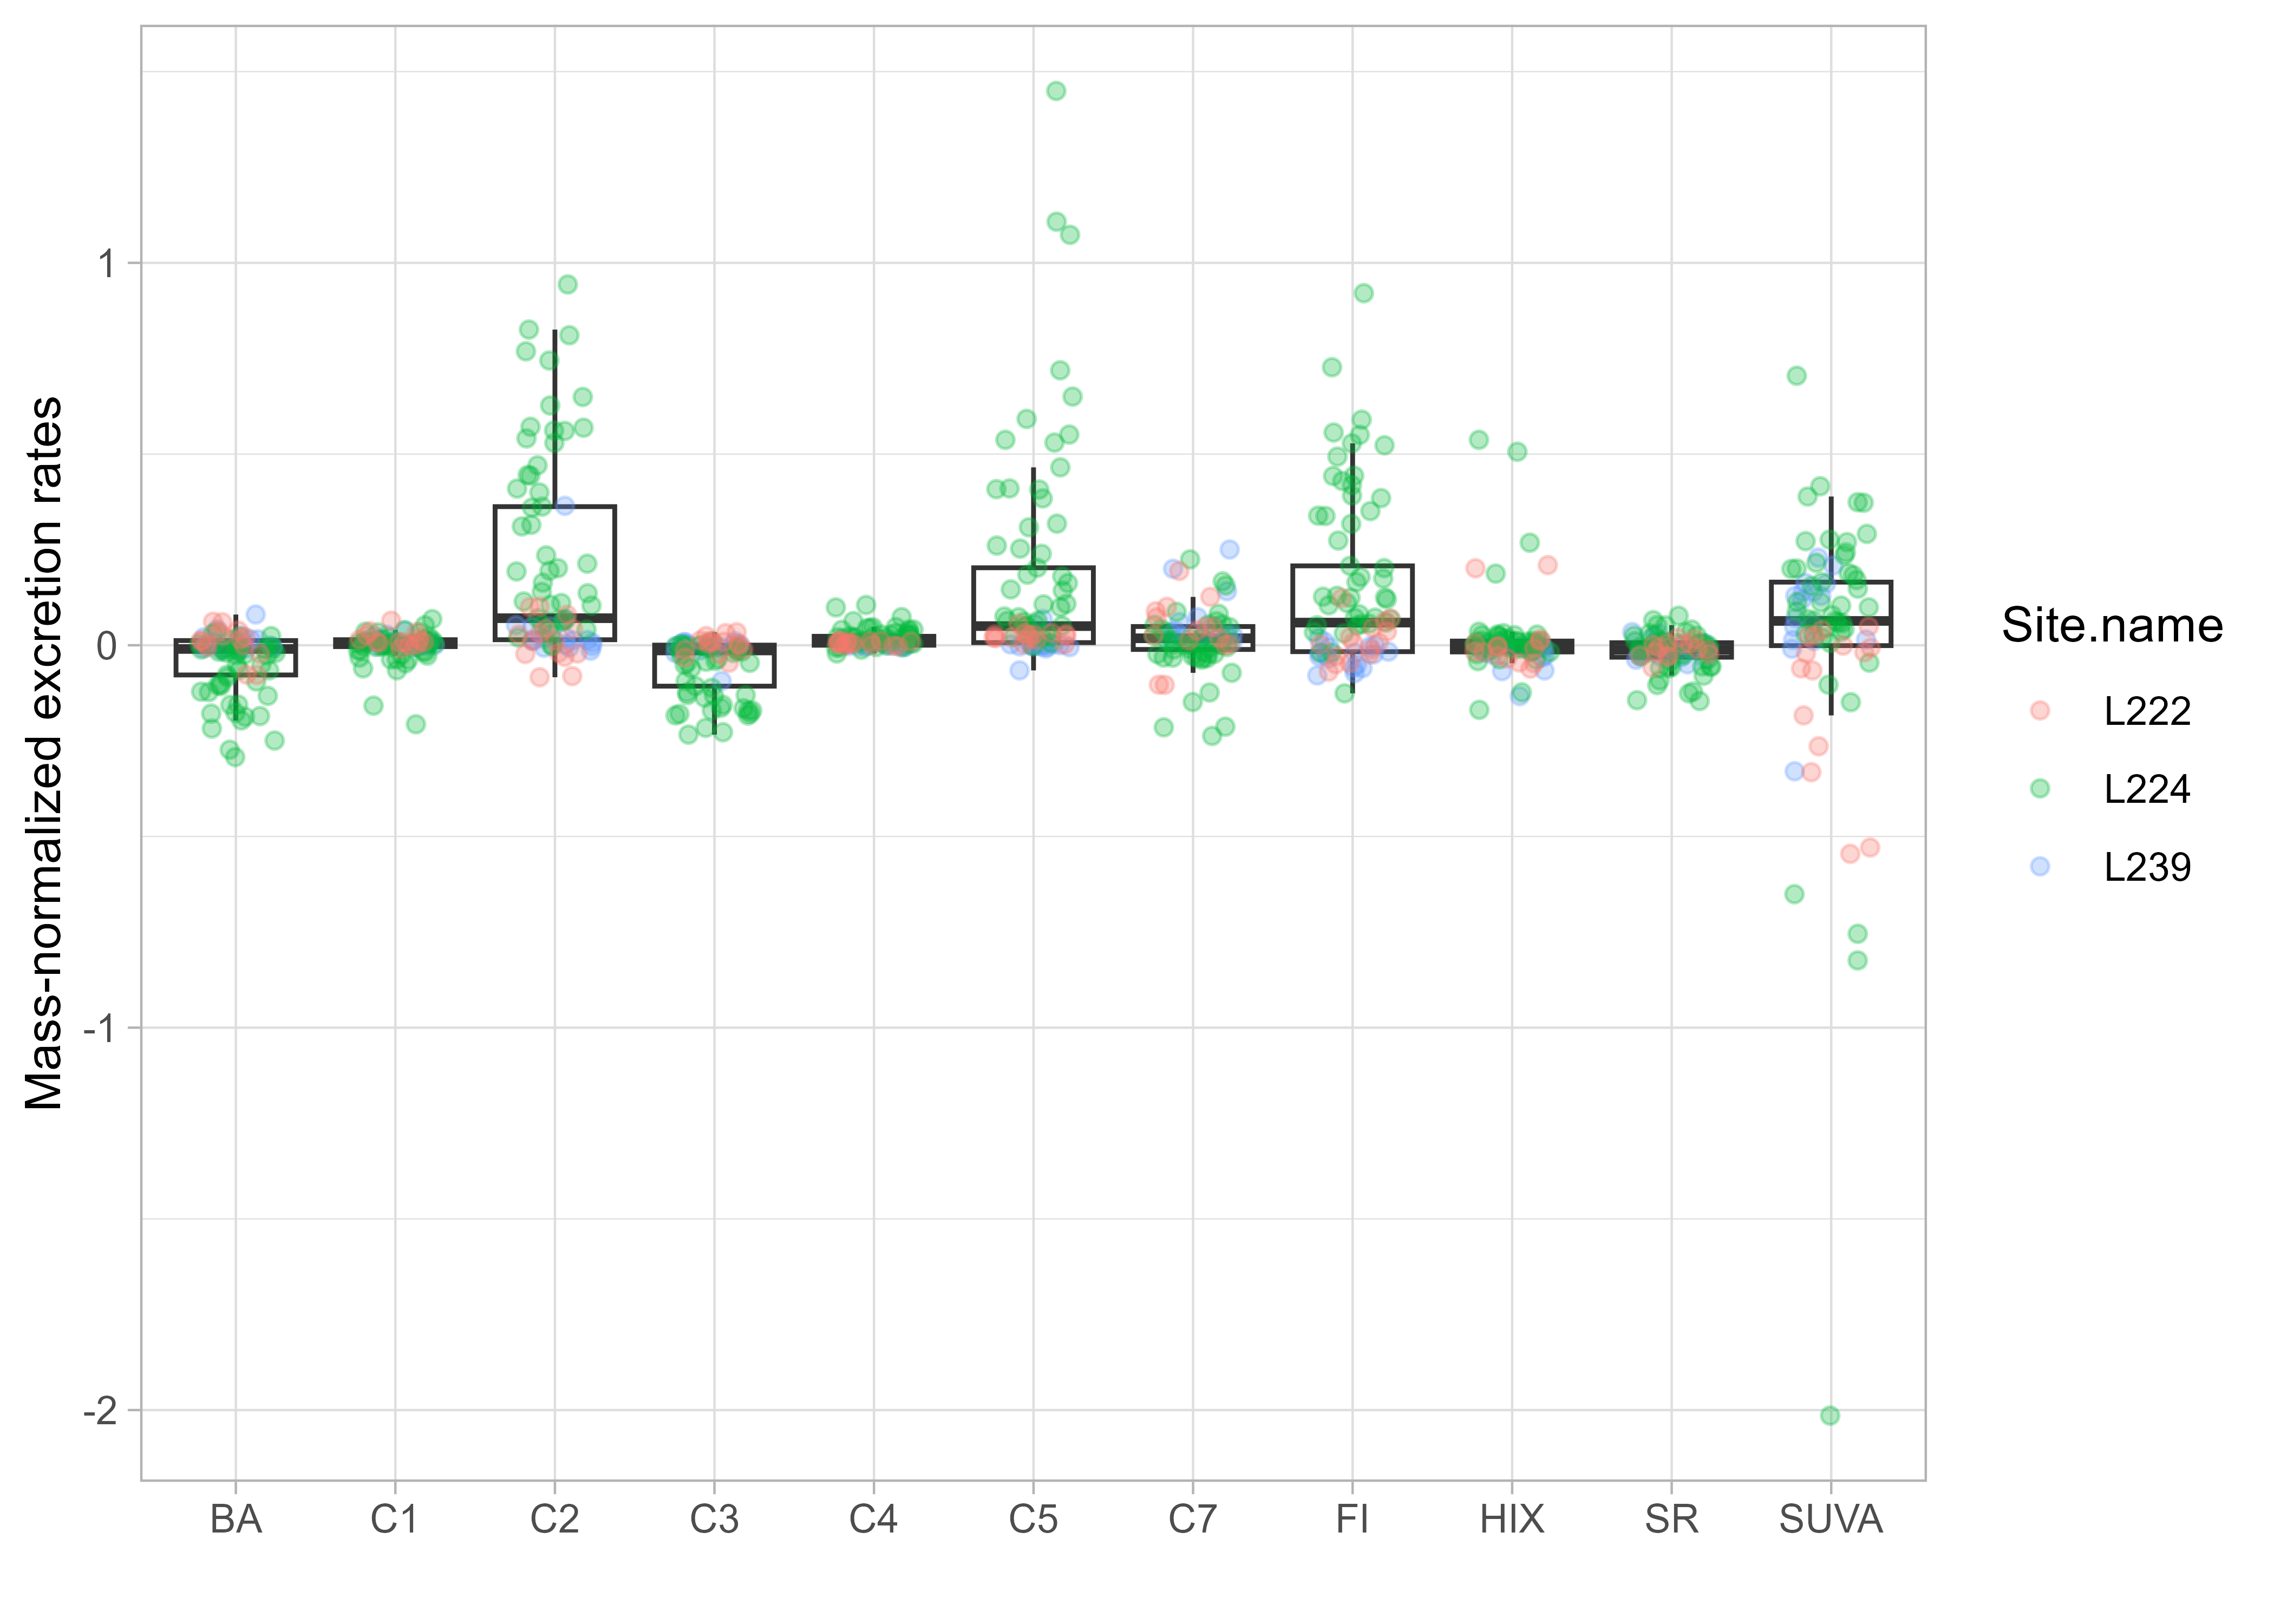 Mass-normalized excretion rates
1
0
-1
-2
BA C1 C2 C3 C4 C5 C7 FI HIX SR SUVA
Site.name
L222
L224
L239